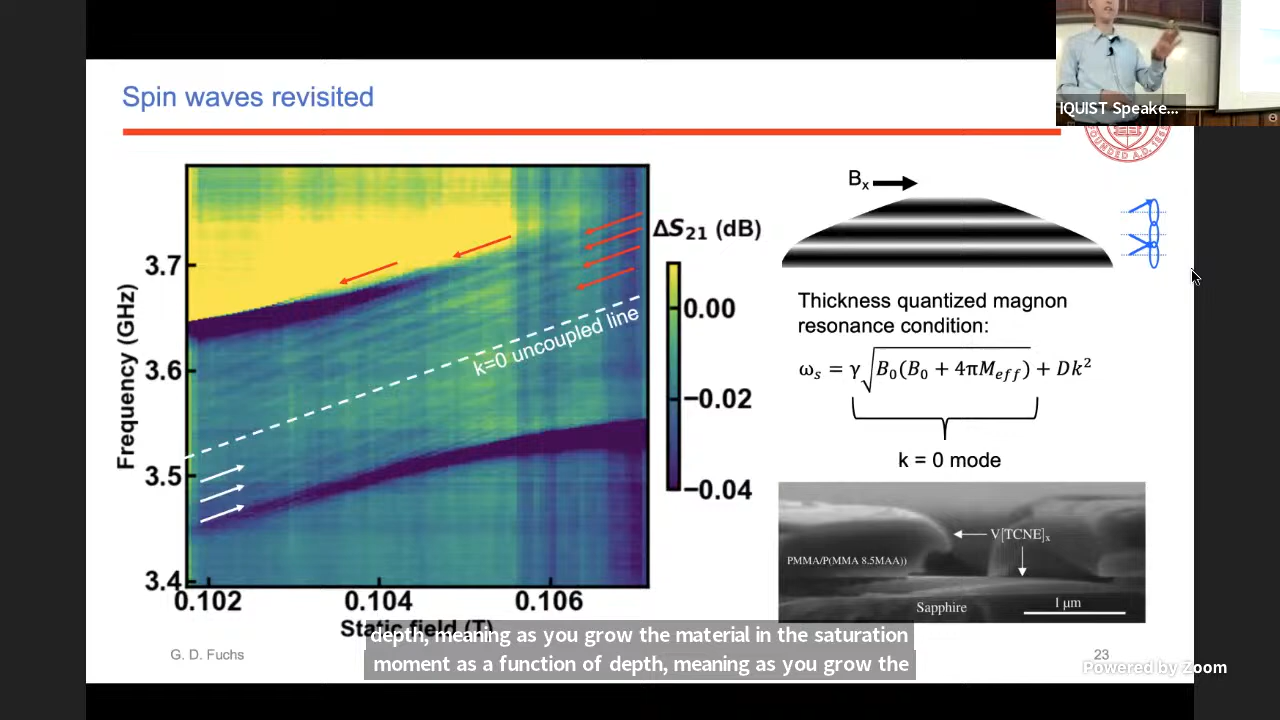 Spin waves revisited
IQUIST Speake...
FOUNDED A.D. 1865
Frequency (GHz)
3.7
3.6
3.5
3.4
0.102
0.104
0.106
Static field (T)
k=0 uncoupled line
ΔS₂₁ (dB)
0.00
−0.02
−0.04
Bₓ
Thickness quantized magnon
resonance condition:
ωₛ = γ√B₀(B₀ + 4πM_eff) + Dk²
k = 0 mode
V[TCNE]ₓ
PMMA/P(MMA 8.5MAA))
Sapphire
1 µm
depth, meaning as you grow the material in the saturation
moment as a function of depth, meaning as you grow the
G. D. Fuchs
23
Powered by Zoom